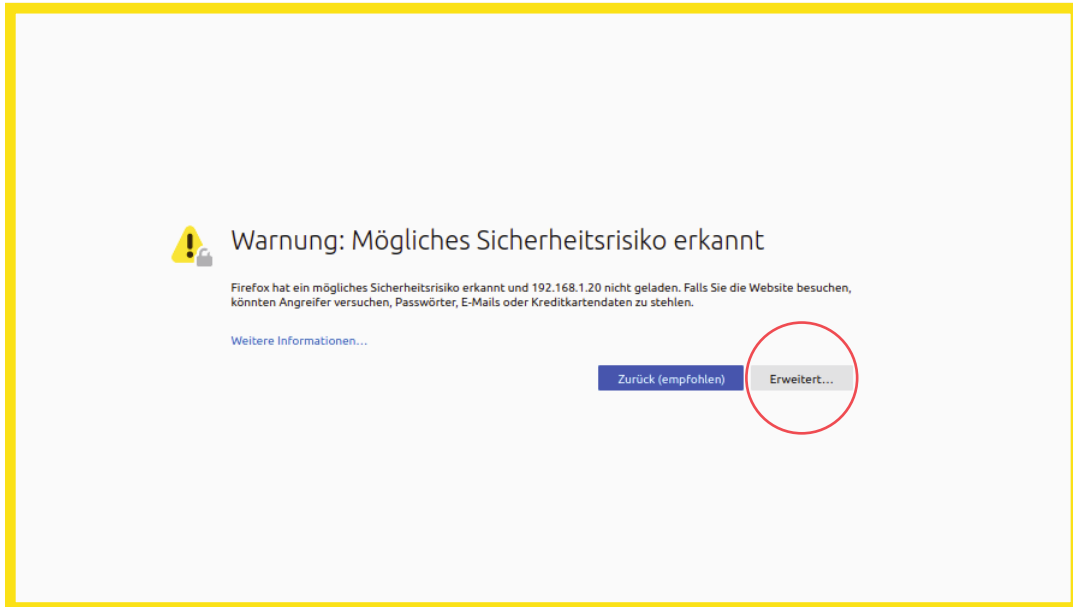 Warnung: Mögliches Sicherheitsrisiko erkannt
Firefox hat ein mögliches Sicherheitsrisiko erkannt und 192.168.1.20 nicht geladen. Falls Sie die Website besuchen,
könnten Angreifer versuchen, Passwörter, E-Mails oder Kreditkartendaten zu stehlen.
Weitere Informationen...
Zurück (empfohlen) Erweitert...